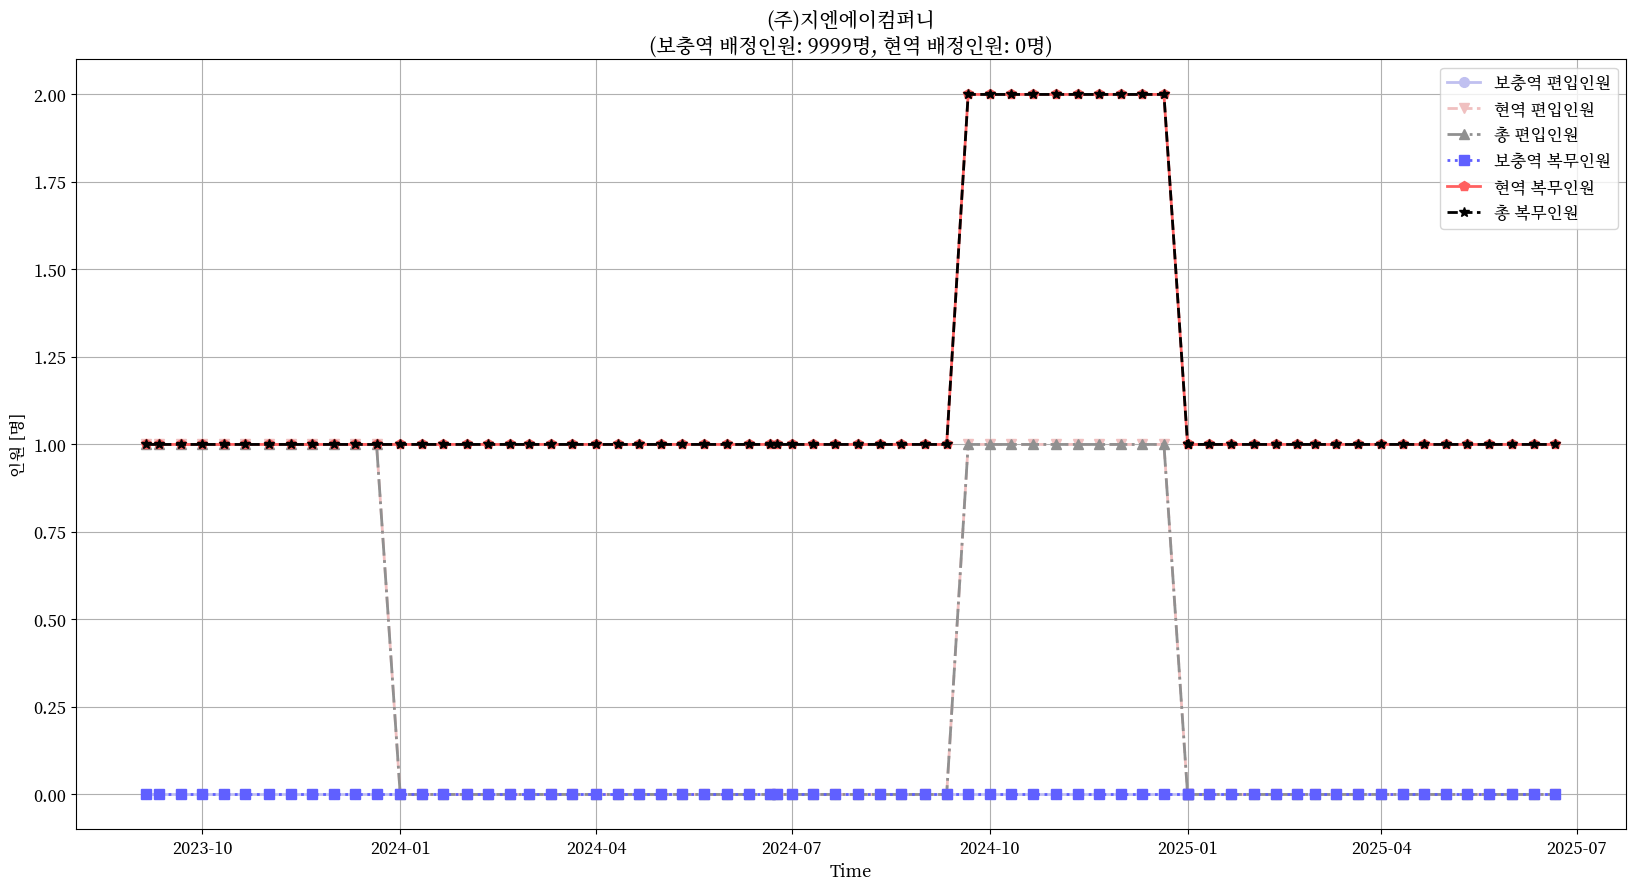 (주)지엔에이컴퍼니
(보충역 배정인원: 9999명, 현역 배정인원: 0명)
보충역 편입인원
현역 편입인원
총 편입인원
보충역 복무인원
현역 복무인원
총 복무인원
2.00
1.75
1.50
1.25
1.00
0.75
0.50
0.25
0.00
인원 [명]
2023-10
2024-01
2024-04
2024-07
2024-10
2025-01
2025-04
2025-07
Time